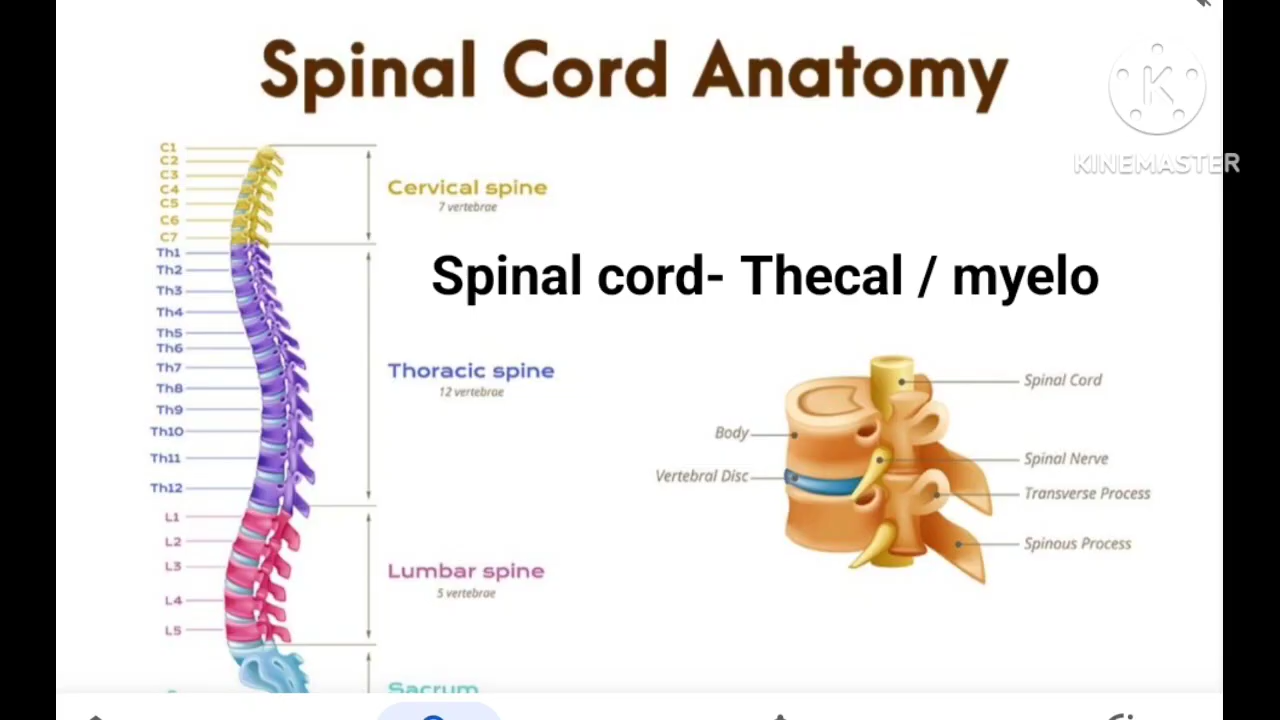 Spinal Cord Anatomy
K
KINEMASTER
C1
C2
C3
C4
C5
C6
C7
Th1
Th2
Th3
Th4
Th5
Th6
Th7
Th8
Th9
Th10
Th11
Th12
L1
L2
L3
L4
L5
Cervical spine
7 vertebrae
Spinal cord- Thecal / myelo
Thoracic spine
12 vertebrae
Lumbar spine
5 vertebrae
Sacrum
Body
Vertebral Disc
Spinal Cord
Spinal Nerve
Transverse Process
Spinous Process